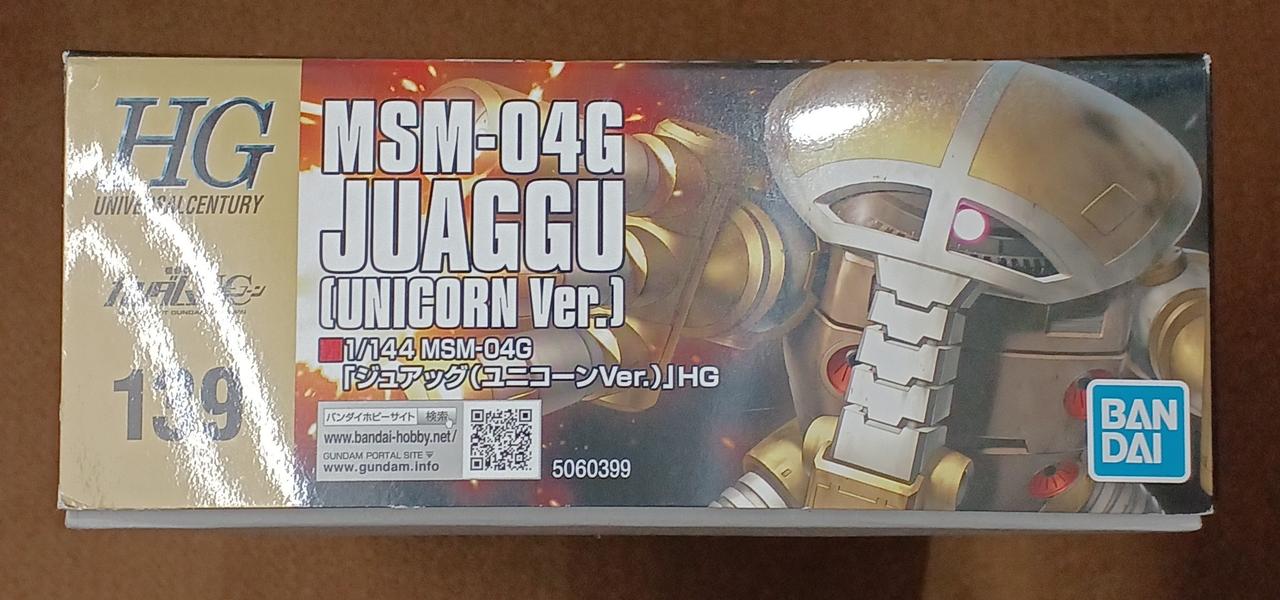 HG
UNIVERSAL CENTURY
139
MSM-04G
JUAGGU
(UNICORN Ver.)
■1/144 MSM-04G
「ジュアッグ(ユニコーンVer.)」HG
バンダイホビーサイト 検索
www.bandai-hobby.net/
GUNDAM PORTAL SITE
www.gundam.info
5060399
BAN
DAI